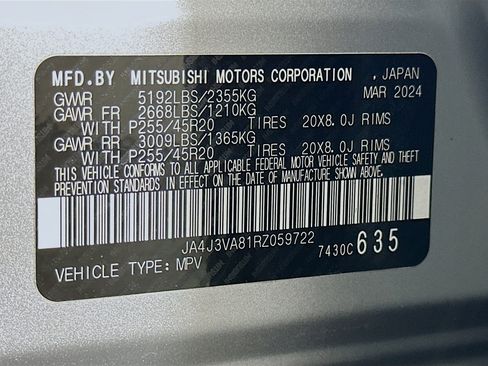 MFD.BY MITSUBISHI MOTORS CORPORATION , JAPAN
GVWR 5192LBS/2355KG MAR 2024
GAWR FR 2668LBS/1210KG
WITH P255/45R20 TIRES 20X8.0J RIMS
GAWR RR 3009LBS/1365KG
WITH P255/45R20 TIRES 20X8.0J RIMS
THIS VEHICLE CONFORMS TO ALL APPLICABLE FEDERAL MOTOR VEHICLE SAFETY AND THEFT
PREVENTION STANDARDS IN EFFECT ON THE DATE OF MANUFACTURE SHOWN ABOVE.
JA4J3VA81RZ059722 7430C 635
VEHICLE TYPE: MPV